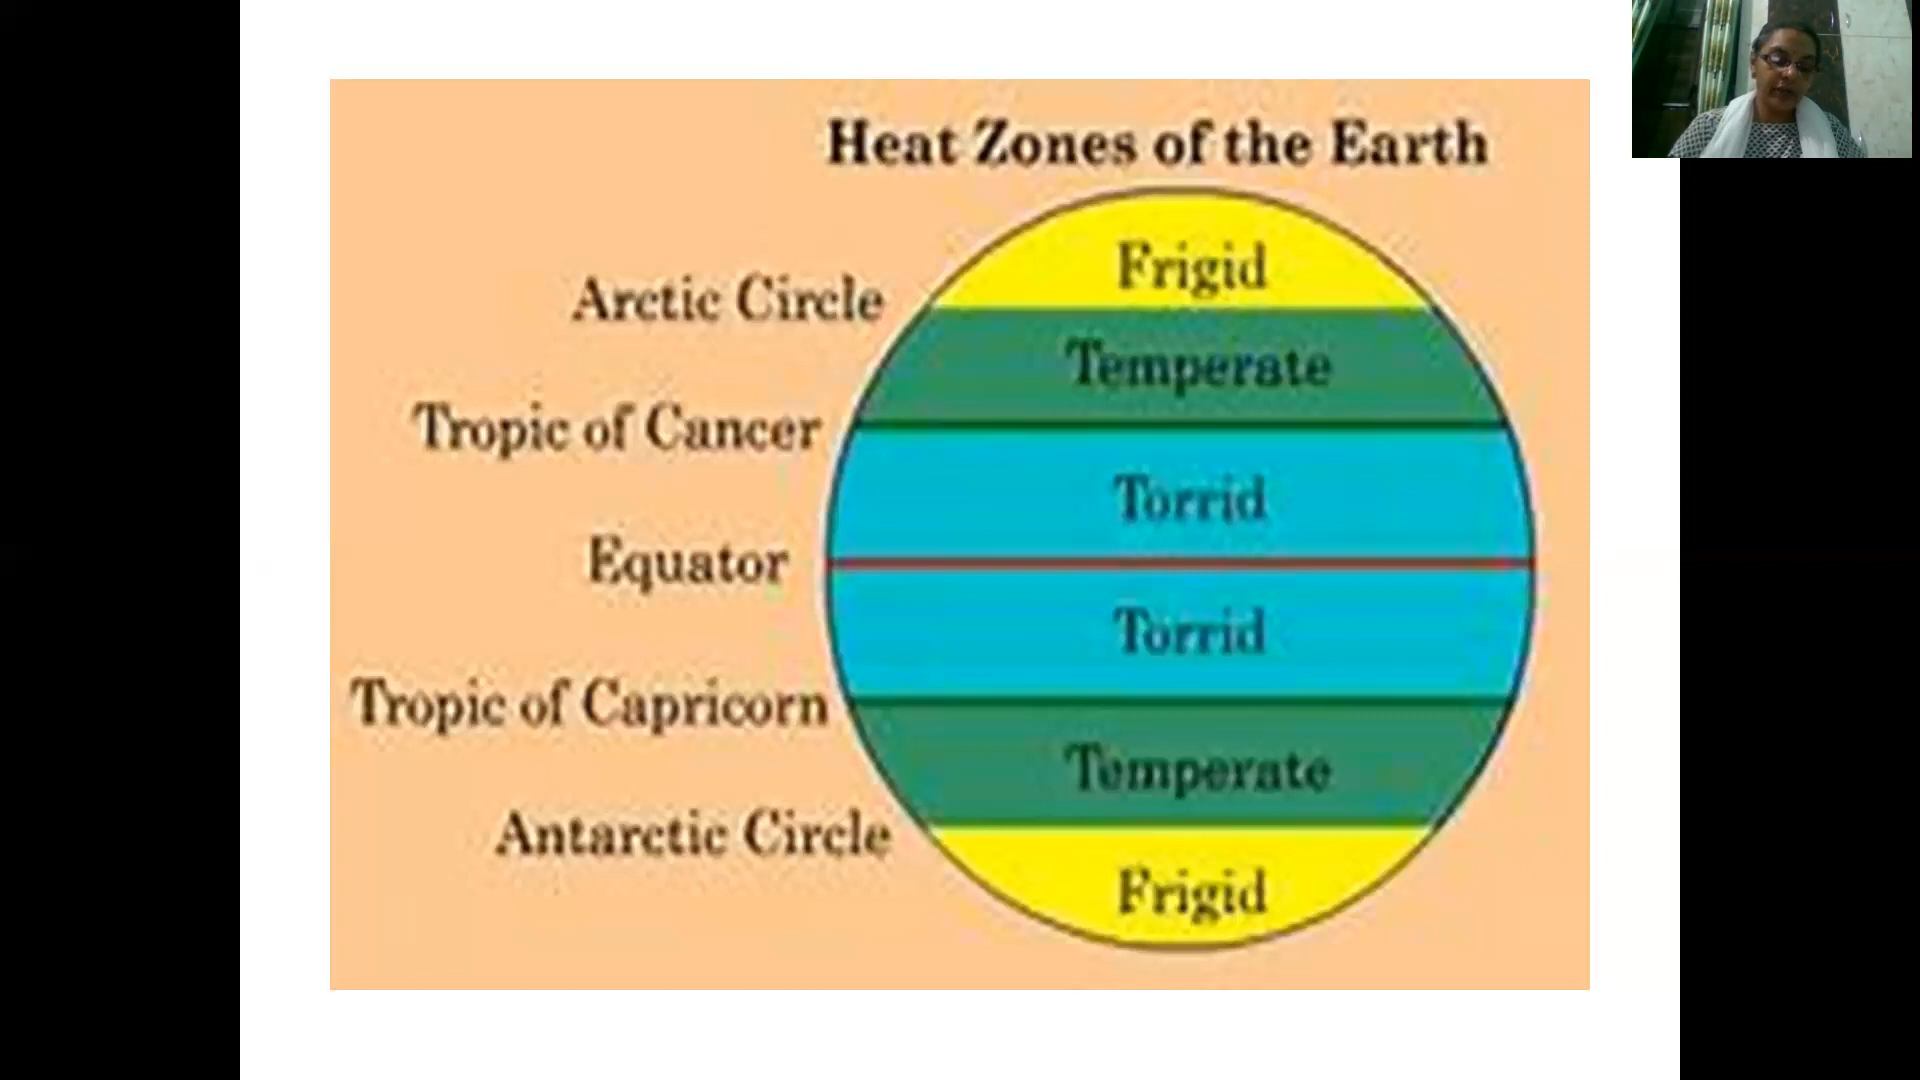 Heat Zones of the Earth
Frigid
Arctic Circle
Temperate
Tropic of Cancer
Torrid
Equator
Torrid
Tropic of Capricorn
Temperate
Antarctic Circle
Frigid